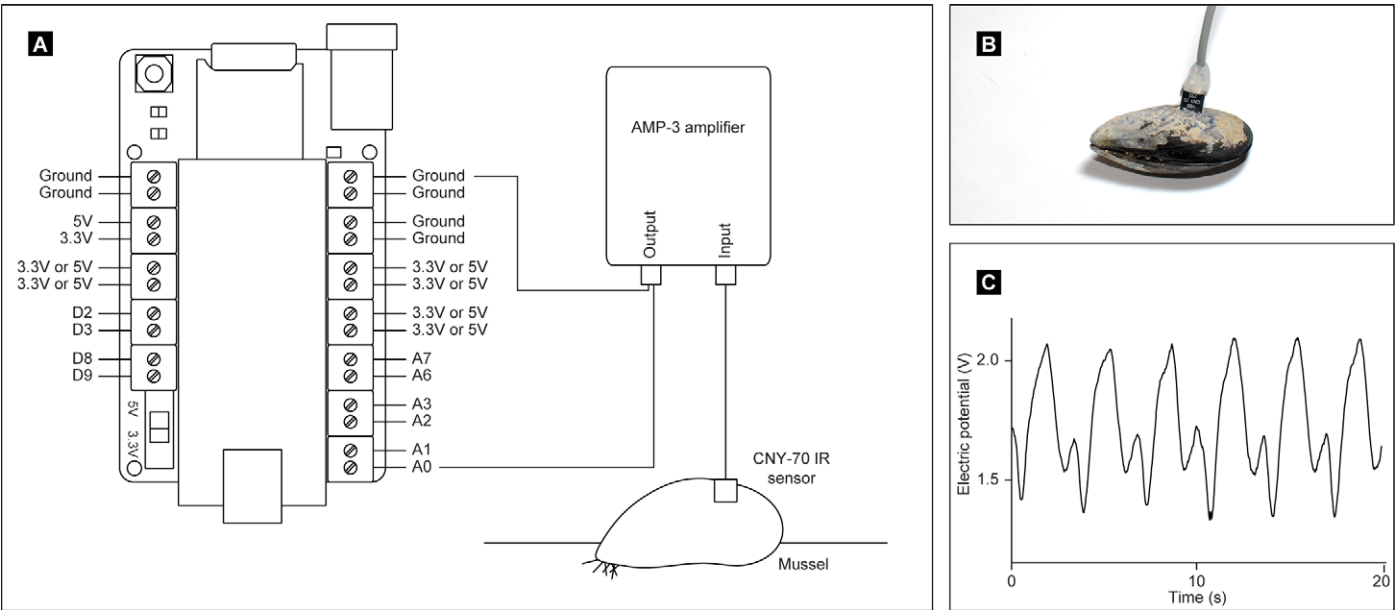 A
Ground
Ground
5V
3.3V
3.3V or 5V
3.3V or 5V
D2
D3
D8
D9
5V
3.3V
Ground
Ground
Ground
Ground
3.3V or 5V
3.3V or 5V
3.3V or 5V
3.3V or 5V
A7
A6
A3
A2
A1
A0
AMP-3 amplifier
Output
Input
CNY-70 IR
sensor
Mussel
B
C
Electric potential (V)
2.0
1.5
0
10
20
Time (s)